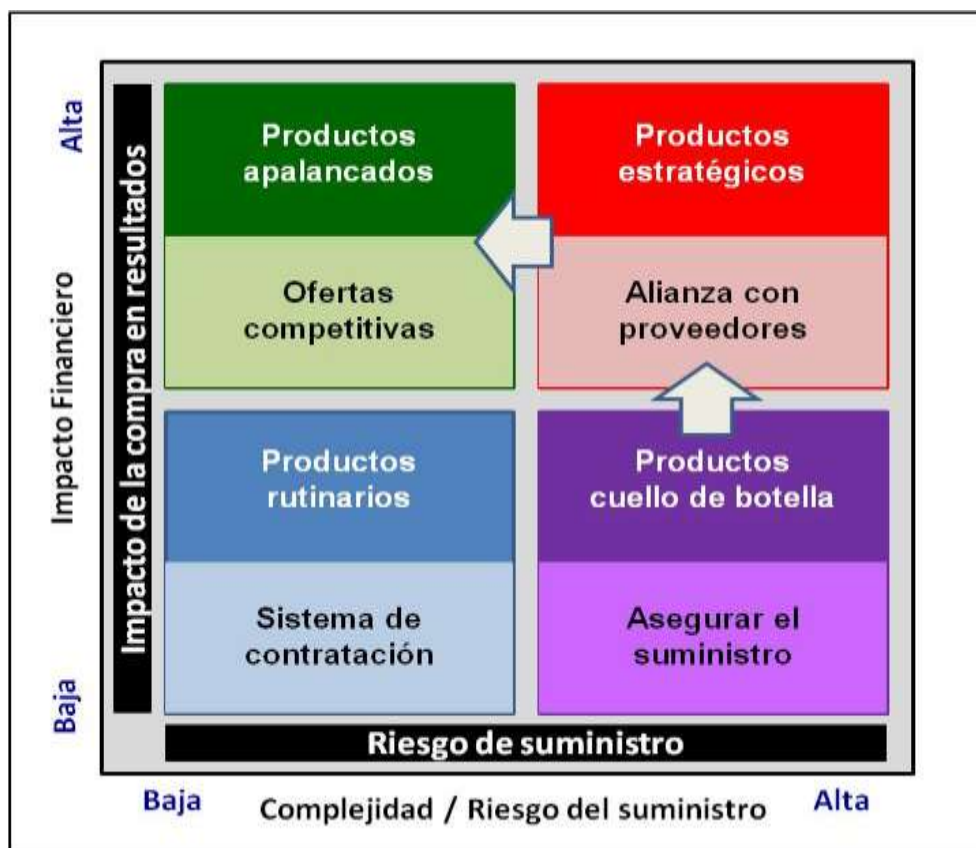 Alta
Impacto Financiero
Baja
Impacto de la compra en resultados
Productos
apalancados
Ofertas
competitivas
Productos
estratégicos
Alianza con
proveedores
Productos
rutinarios
Sistema de
contratación
Productos
cuello de botella
Asegurar el
suministro
Riesgo de suministro
Baja
Complejidad / Riesgo del suministro
Alta